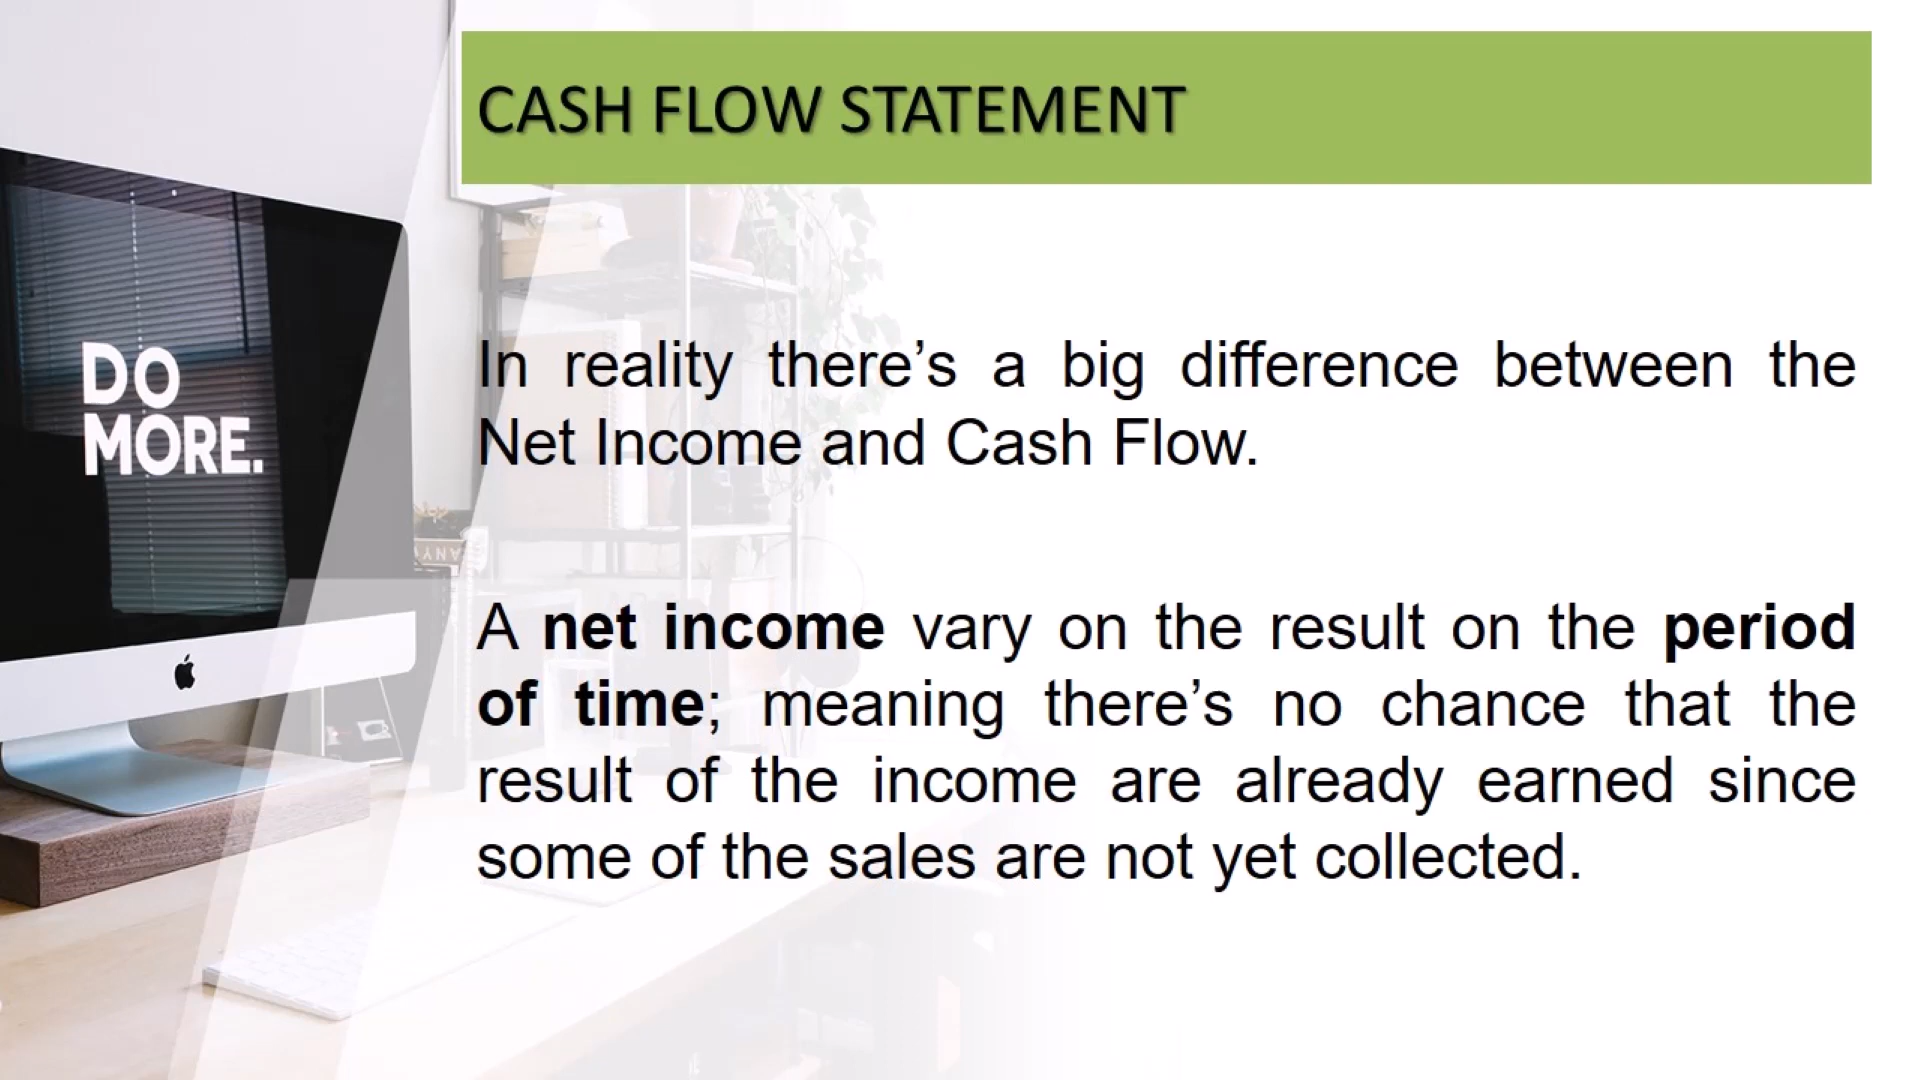 CASH FLOW STATEMENT
DO
MORE.
In reality there’s a big difference between the
Net Income and Cash Flow.
A net income vary on the result on the period
of time; meaning there’s no chance that the
result of the income are already earned since
some of the sales are not yet collected.